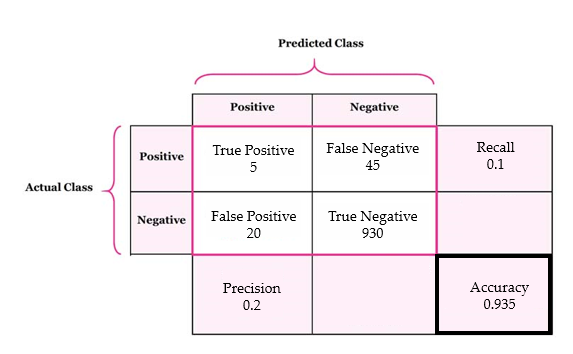 Predicted Class
Positive
Negative
Actual Class
Positive
True Positive
5
False Negative
45
Recall
0.1
Negative
False Positive
20
True Negative
930
Precision
0.2
Accuracy
0.935